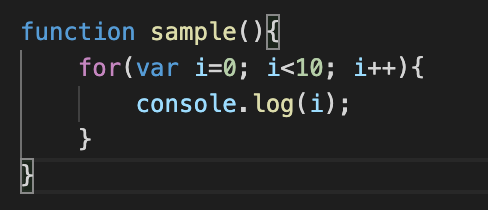 function sample(){
    for(var i=0; i<10; i++){
        console.log(i);
    }
}